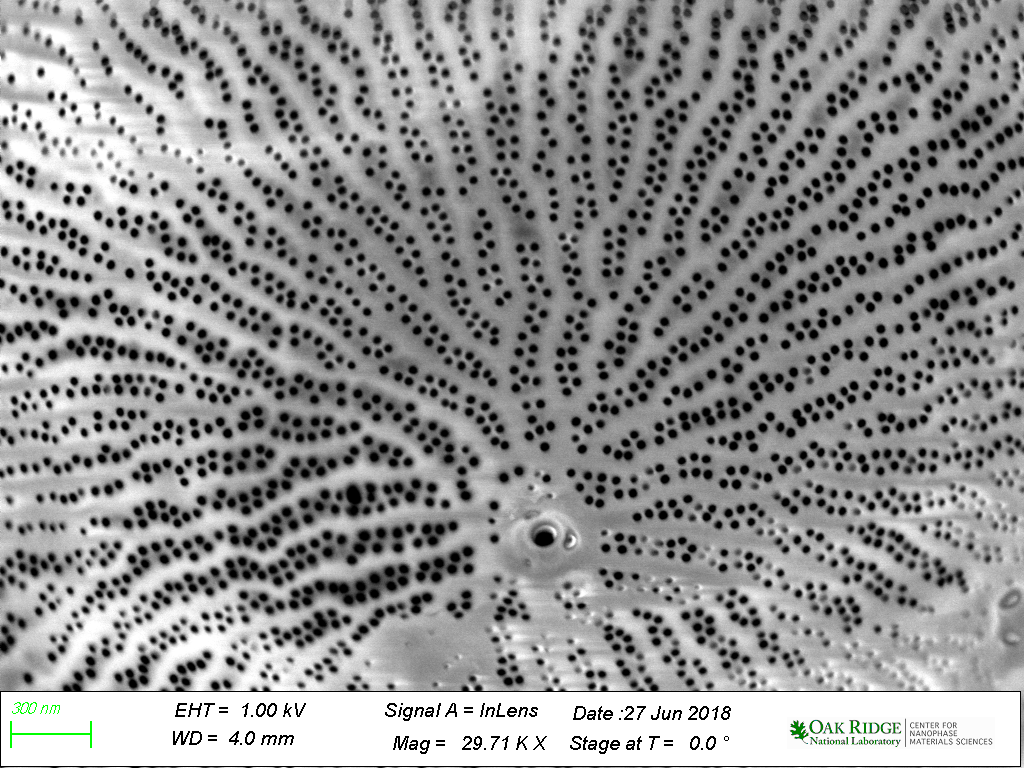 300 nm
EHT = 1.00 kV
Signal A = InLens
Date :27 Jun 2018
WD = 4.0 mm
Mag = 29.71 K X
Stage at T = 0.0 °
OAK RIDGE
National Laboratory
CENTER FOR
NANOPHASE
MATERIALS SCIENCES